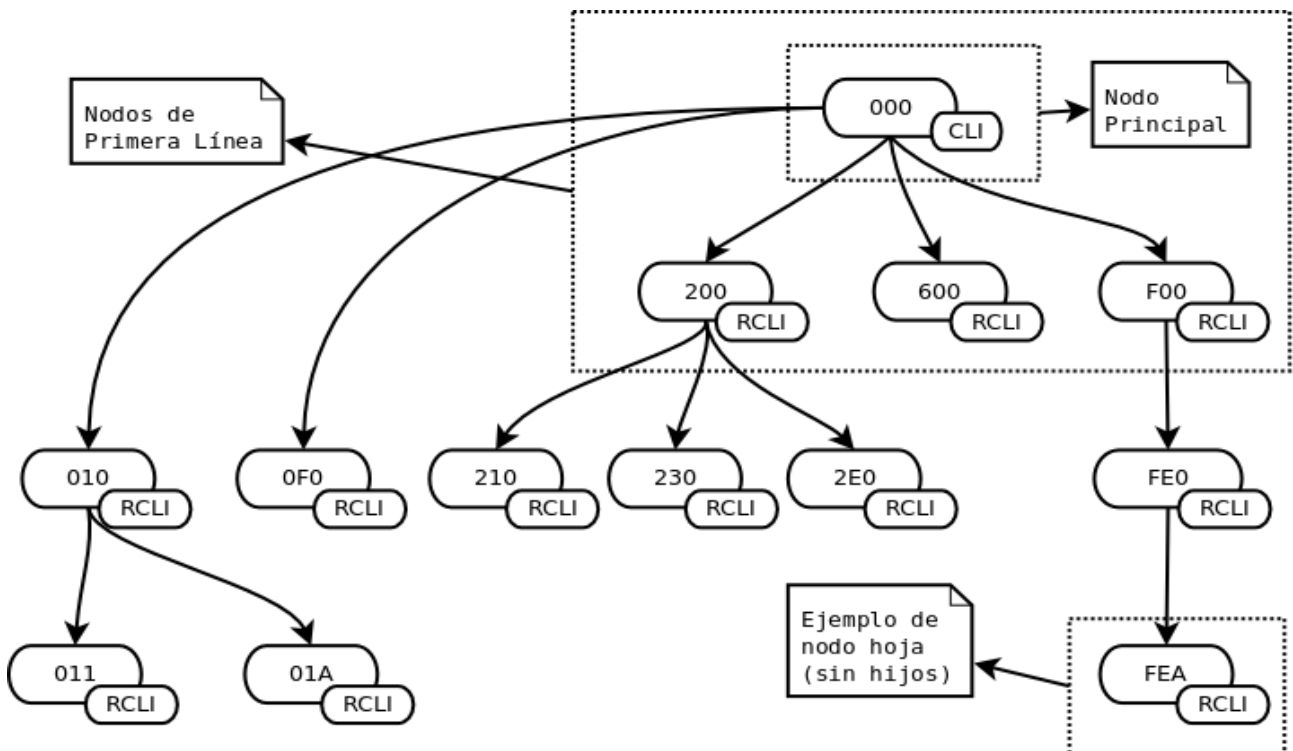 000
CLI
Nodo
Principal
Nodos de
Primera Línea
200
RCLI
600
RCLI
F00
RCLI
010
RCLI
0F0
RCLI
210
RCLI
230
RCLI
2E0
RCLI
FE0
RCLI
Ejemplo de
nodo hoja
(sin hijos)
011
RCLI
01A
RCLI
FEA
RCLI